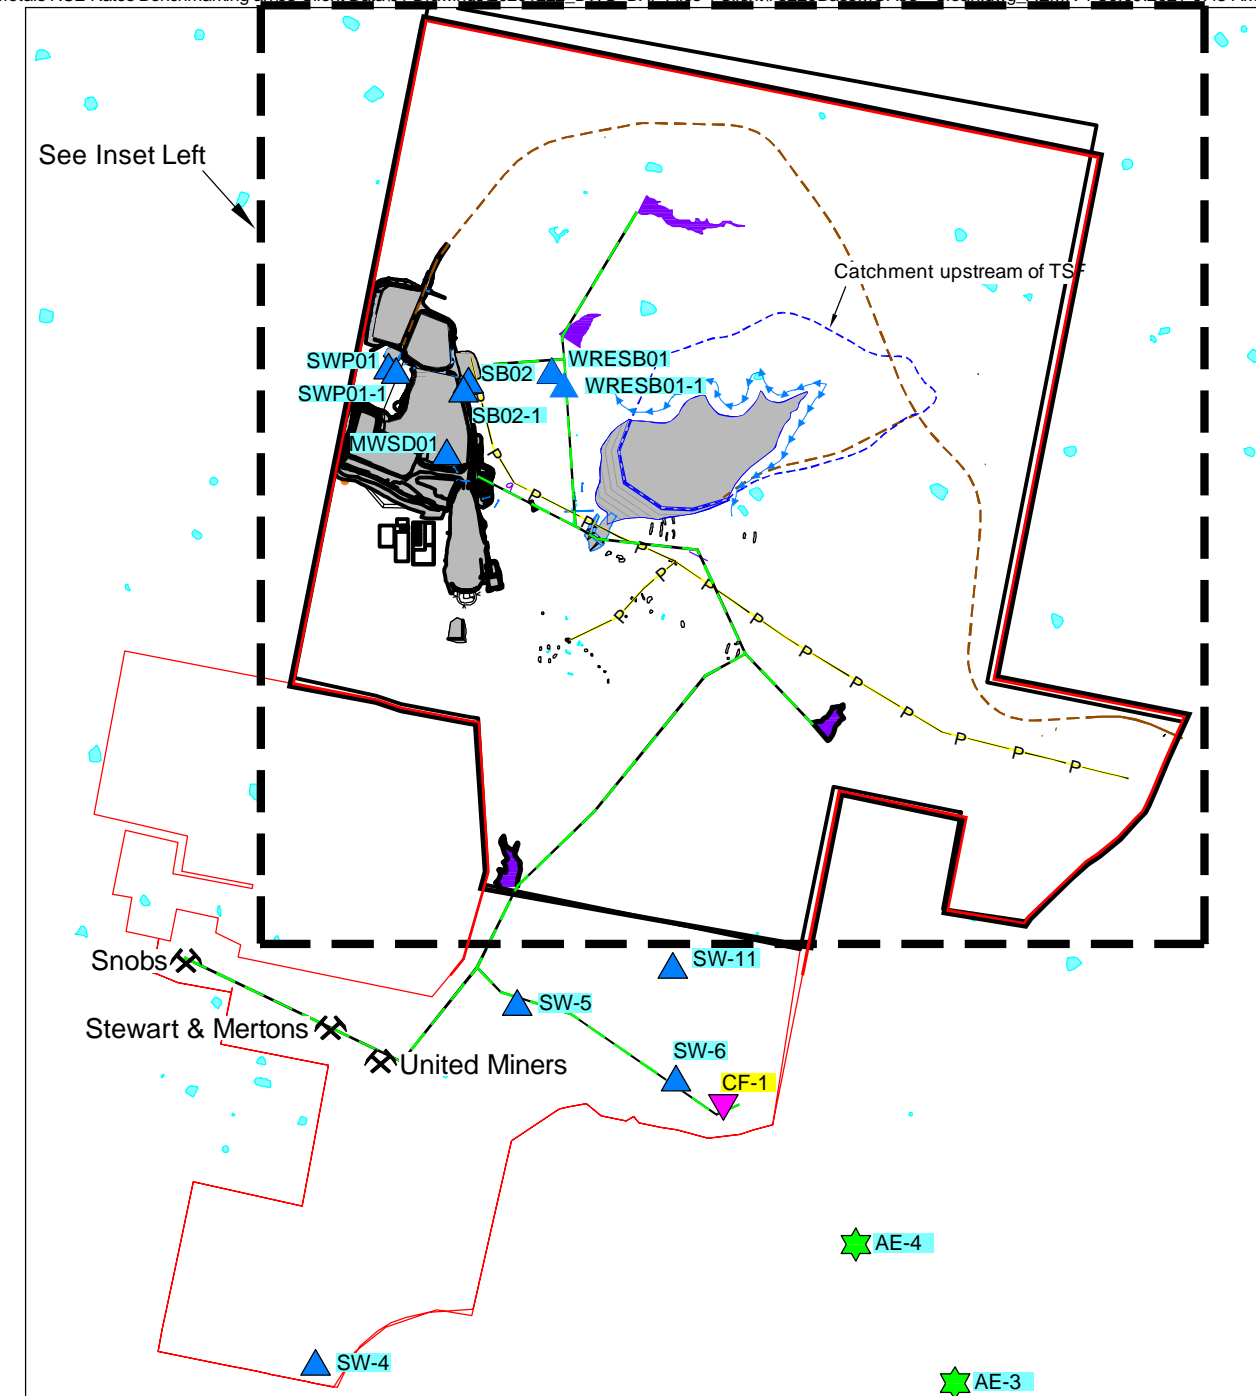 See Inset Left
Catchment upstream of TSF
SWP01
SWP01-1
SB02
SB02-1
WRESB01
WRESB01-1
MWSD01
P
P
P
P
P
P
P
P
P
P
P
P
P
P
Snobs
Stewart & Mertons
United Miners
SW-11
SW-5
SW-6
CF-1
AE-4
SW-4
AE-3